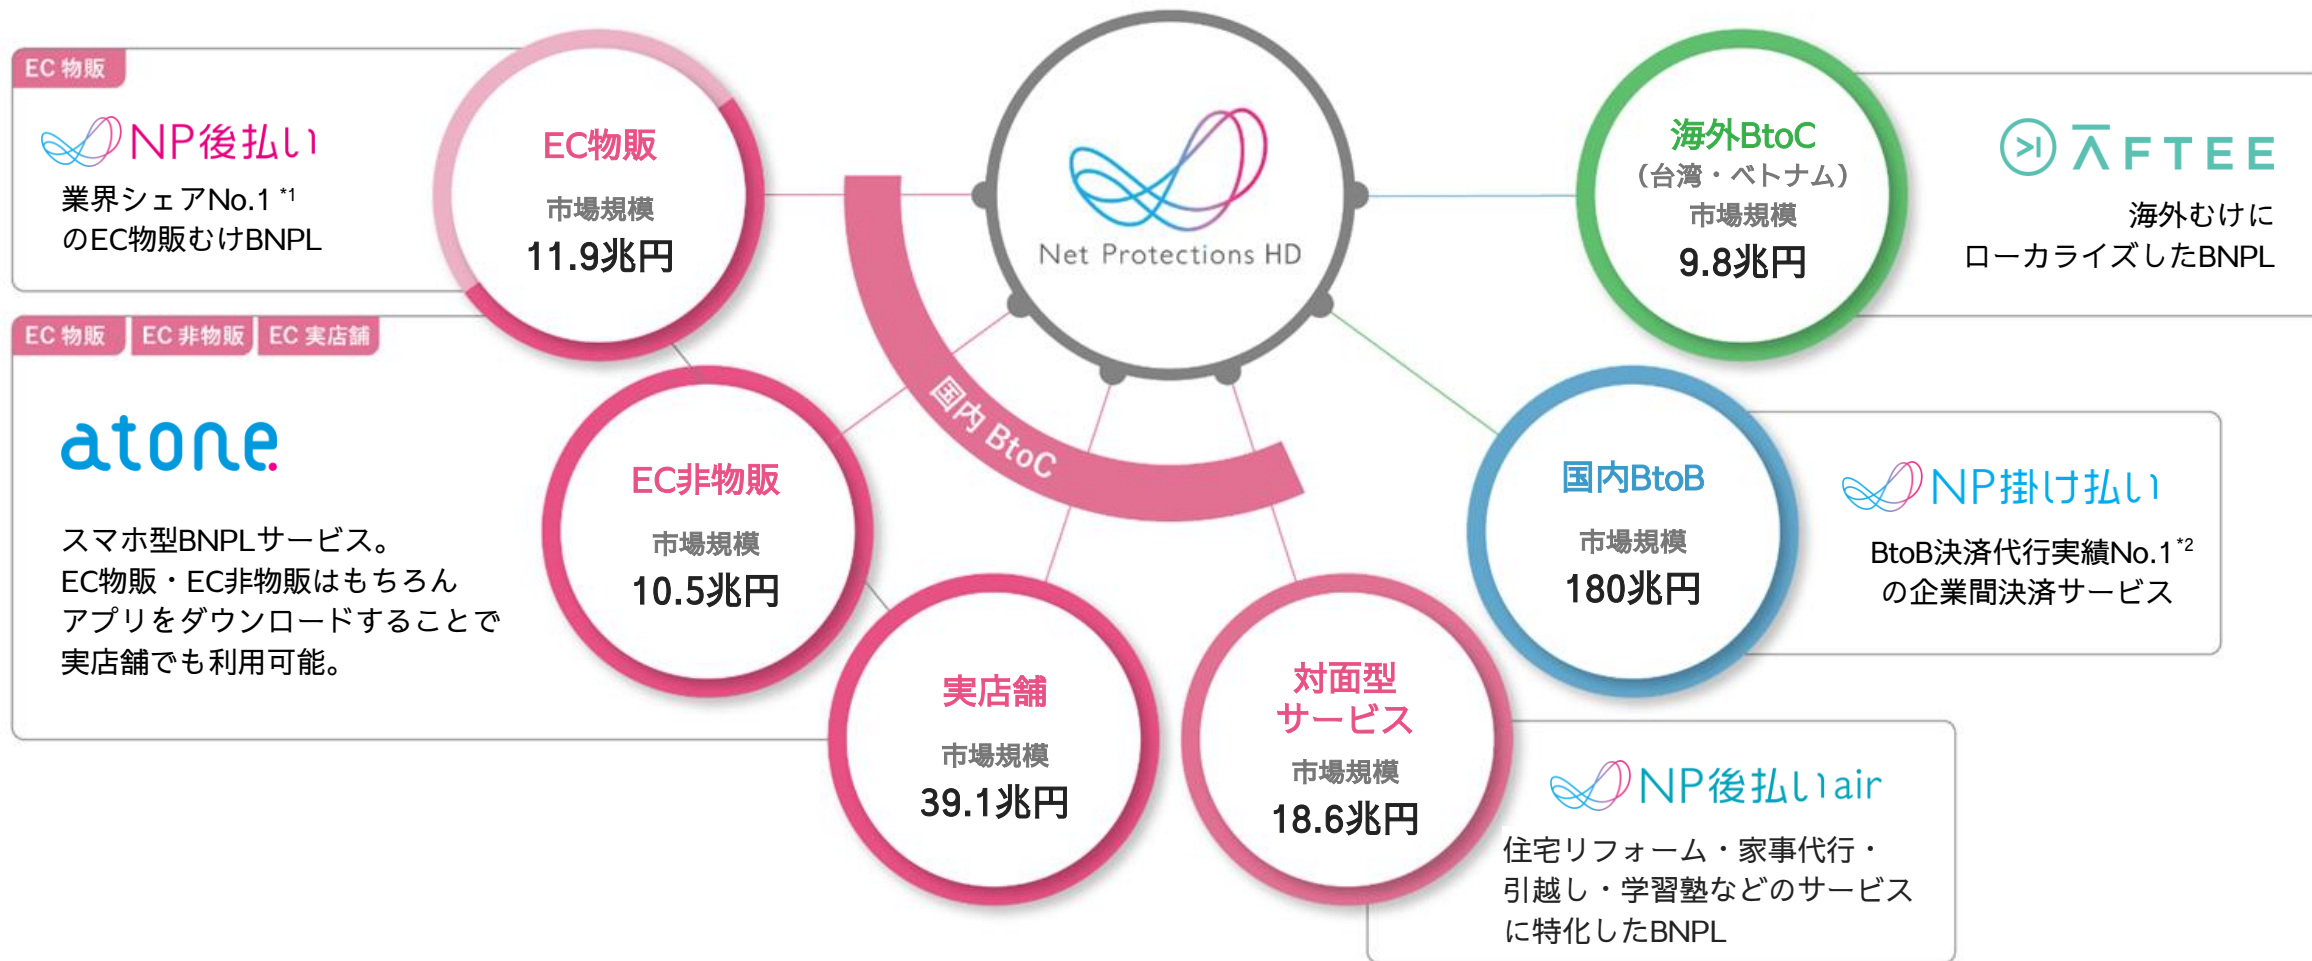 EC 物販
NP後払い
業界シェアNo.1 *1
のEC物販むけBNPL
EC物販
市場規模
11.9兆円
EC 物販
EC 非物販
EC 実店舗
atone
スマホ型BNPLサービス。
EC物販・EC非物販はもちろん
アプリをダウンロードすることで
実店舗でも利用可能。
EC非物販
市場規模
10.5兆円
実店舗
市場規模
39.1兆円
国内 BtoC
Net Protections HD
対面型
サービス
市場規模
18.6兆円
NP後払いair
住宅リフォーム・家事代行・
引越し・学習塾などのサービス
に特化したBNPL
国内BtoB
市場規模
180兆円
NP掛け払い
BtoB決済代行実績No.1*2
の企業間決済サービス
海外BtoC
（台湾・ベトナム）
市場規模
9.8兆円
AFTEE
海外むけに
ローカライズしたBNPL